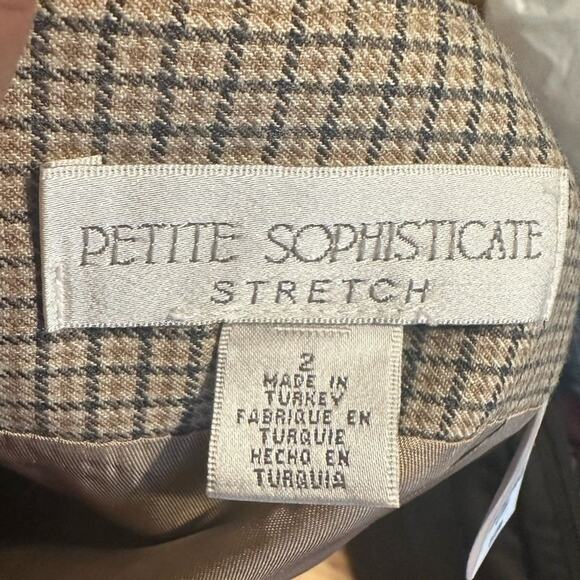 PETITE SOPHISTICATE
STRETCH
2
MADE IN
TURKEY
FABRIQUE EN
TURQUIE
HECHO EN
TURQUIA